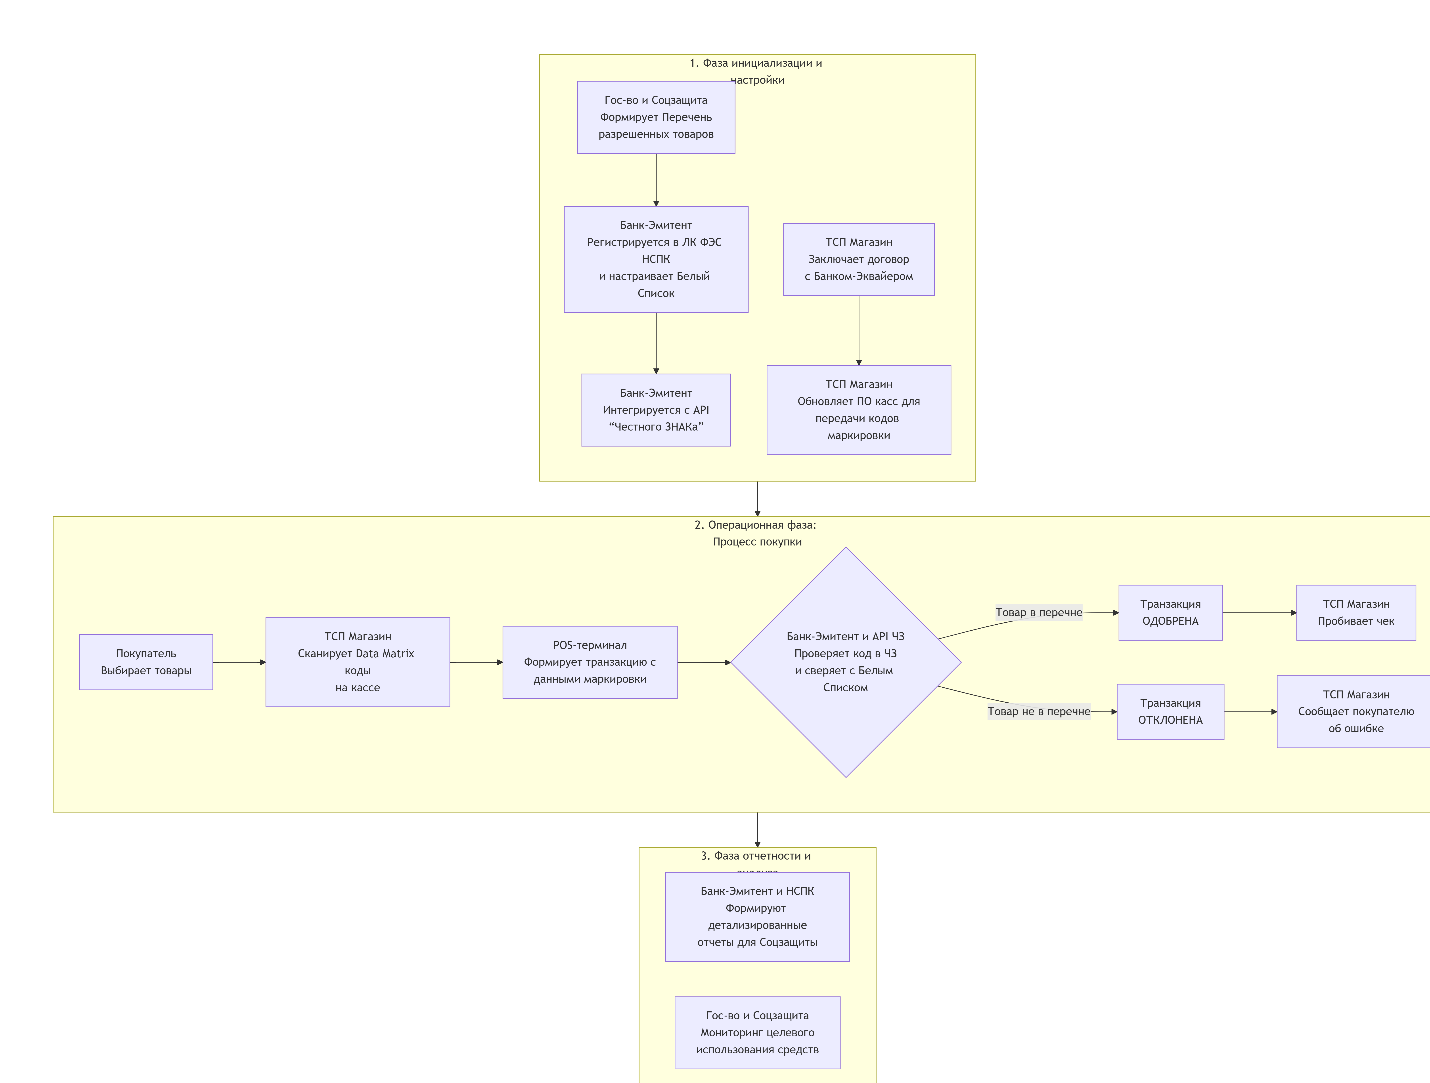 1. Фаза инициализации и
настройки
Гос-во и Соцзащита
Формирует Перечень
разрешенных товаров
Банк-Эмитент
Регистрируется в ЛК ФЭС
НСПК
и настраивает Белый
Список
ТСП Магазин
Заключает договор
с Банком-Эквайером
Банк-Эмитент
Интегрируется с API
“Честного ЗНАКа”
ТСП Магазин
Обновляет ПО касс для
передачи кодов
маркировки
2. Операционная фаза:
Процесс покупки
Покупатель
Выбирает товары
ТСП Магазин
Сканирует Data Matrix
коды
на кассе
POS-терминал
Формирует транзакцию с
данными маркировки
Банк-Эмитент и API ЧЗ
Проверяет код в ЧЗ
и сверяет с Белым
Списком
Товар в перечне
Транзакция
ОДОБРЕНА
ТСП Магазин
Пробивает чек
Товар не в перечне
Транзакция
ОТКЛОНЕНА
ТСП Магазин
Сообщает покупателю
об ошибке
3. Фаза отчетности и
Банк-Эмитент и НСПК
Формируют
детализированные
отчеты для Соцзащиты
Гос-во и Соцзащита
Мониторинг целевого
использования средств